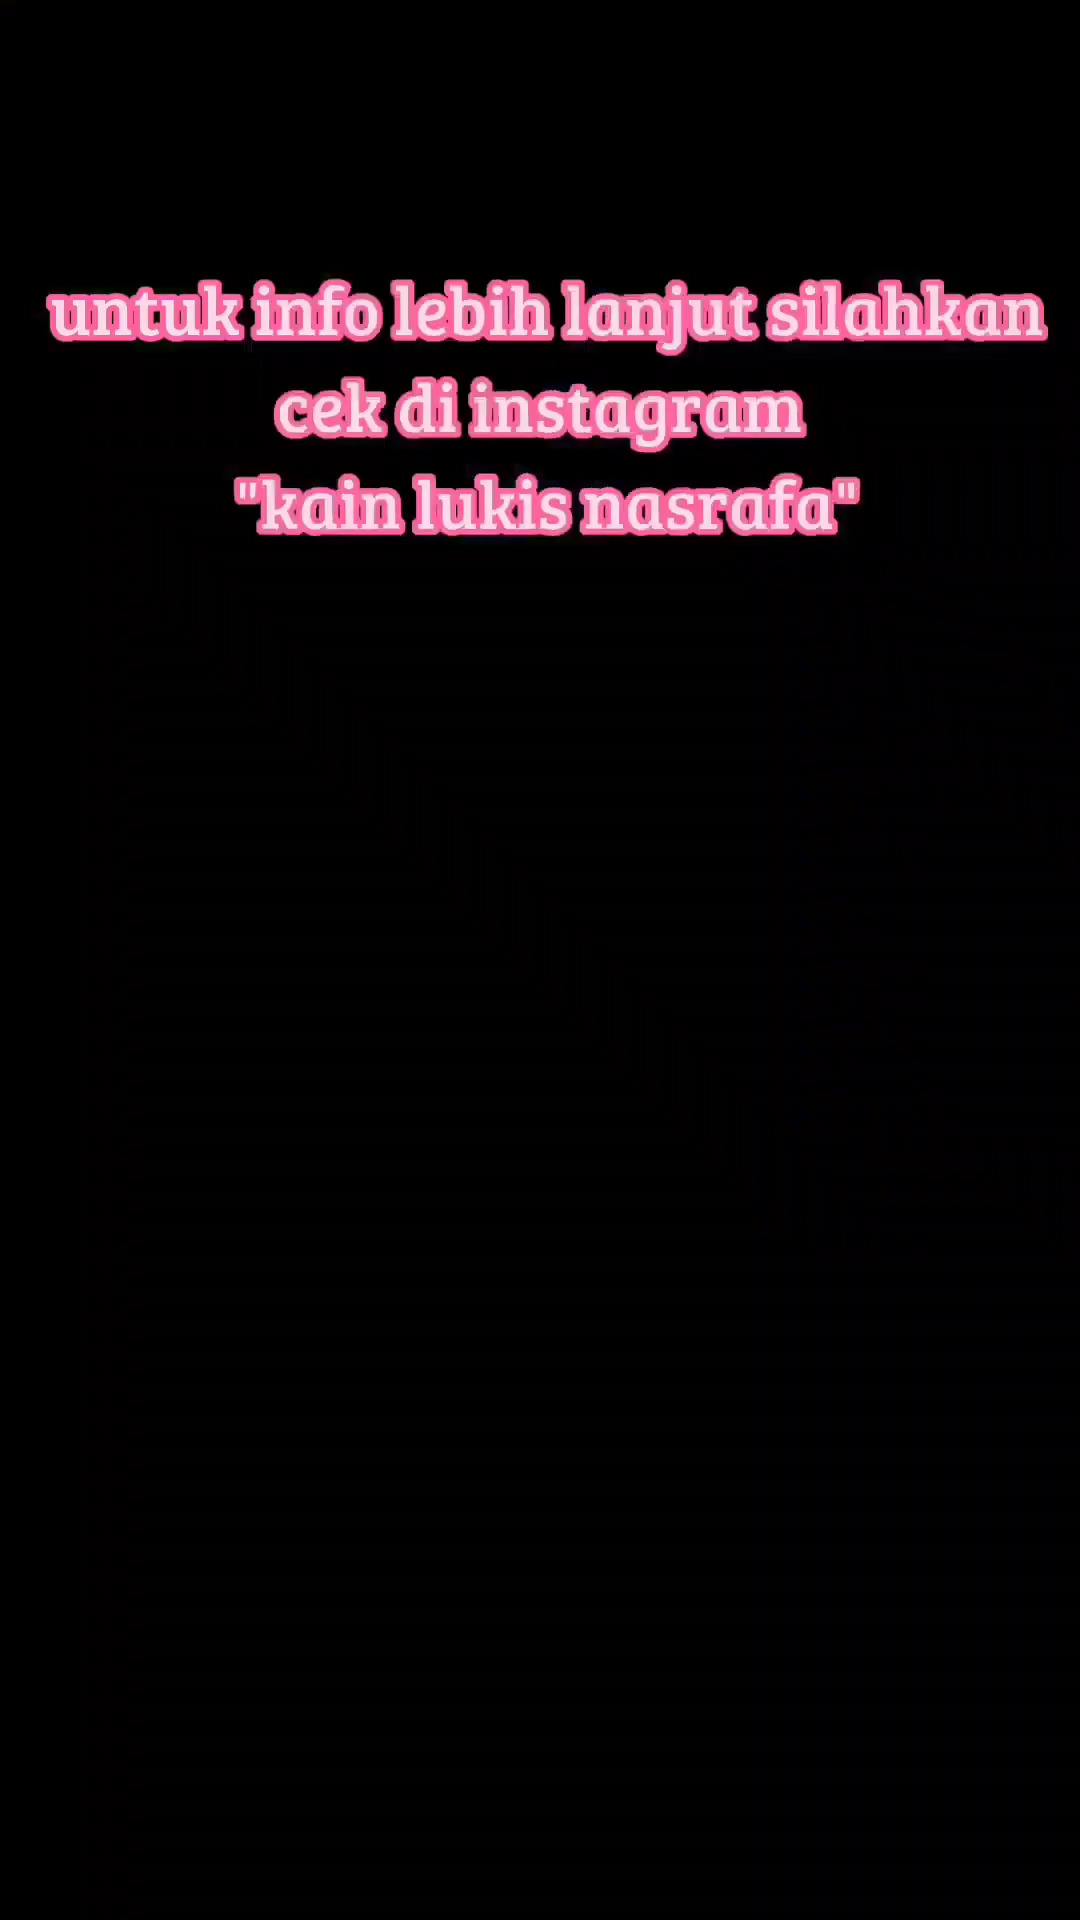 untuk info lebih lanjut silahkan
cek di instagram
"kain lukis nasrafa"